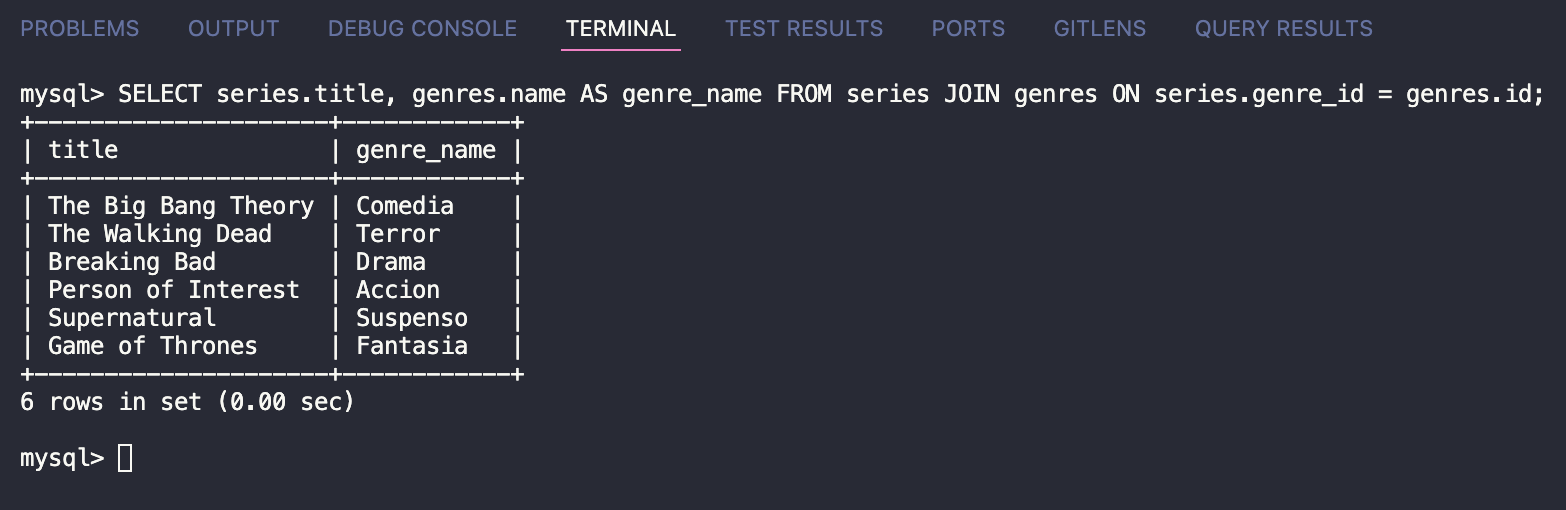 PROBLEMS OUTPUT DEBUG CONSOLE TERMINAL TEST RESULTS PORTS GITLENS QUERY RESULTS
mysql> SELECT series.title, genres.name AS genre_name FROM series JOIN genres ON series.genre_id = genres.id;
+---------------------+------------+
| title               | genre_name |
+---------------------+------------+
| The Big Bang Theory | Comedia    |
| The Walking Dead    | Terror     |
| Breaking Bad        | Drama      |
| Person of Interest  | Accion     |
| Supernatural        | Suspenso   |
| Game of Thrones     | Fantasia   |
+---------------------+------------+
6 rows in set (0.00 sec)
mysql>